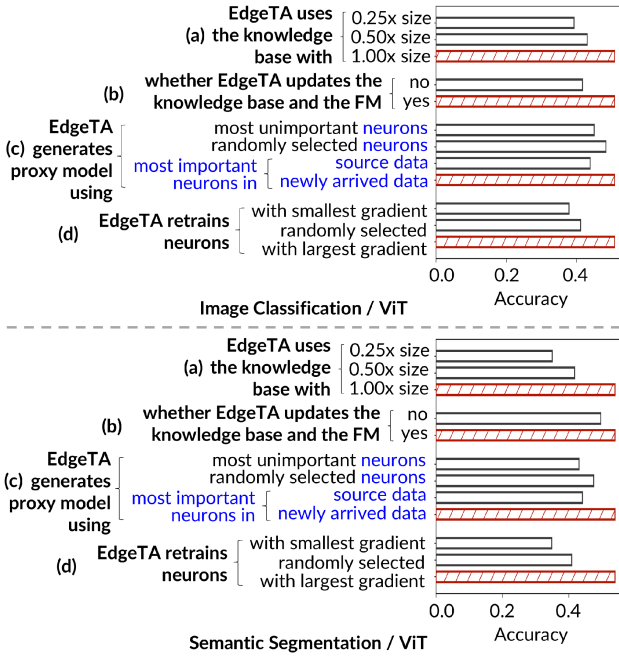 EdgeTA uses
(a) the knowledge
base with
0.25x size
0.50x size
1.00x size
(b)
whether EdgeTA updates the
knowledge base and the FM
no
yes
EdgeTA
(c) generates
proxy model
using
most unimportant neurons
randomly selected neurons
most important
neurons in
source data
newly arrived data
(d)
EdgeTA retrains
neurons
with smallest gradient
randomly selected
with largest gradient
0.0 0.2 0.4
Accuracy
Image Classification / ViT
EdgeTA uses
(a) the knowledge
base with
0.25x size
0.50x size
1.00x size
(b)
whether EdgeTA updates the
knowledge base and the FM
no
yes
EdgeTA
(c) generates
proxy model
using
most unimportant neurons
randomly selected neurons
most important
neurons in
source data
newly arrived data
(d)
EdgeTA retrains
neurons
with smallest gradient
randomly selected
with largest gradient
0.0 0.2 0.4
Accuracy
Semantic Segmentation / ViT